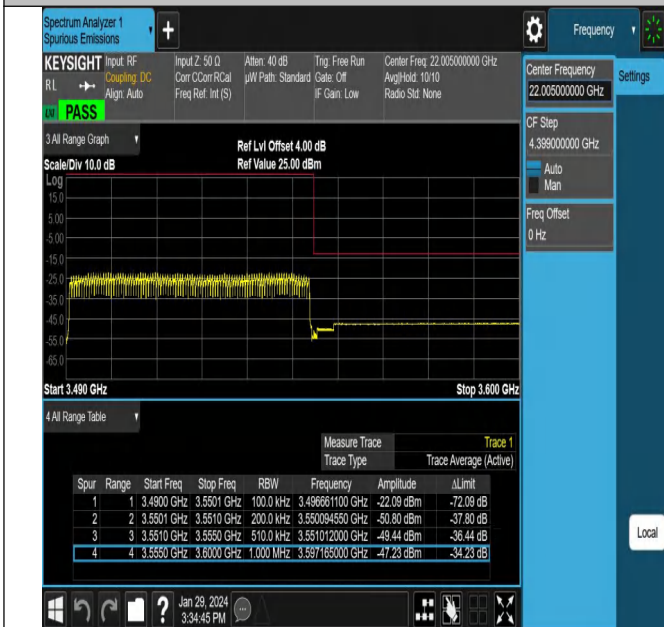 Spectrum Analyzer 1
Spurious Emissions
+
Frequency
KEYSIGHT
RL
Input: RF
Coupling: DC
Align: Auto
Input Z: 50 Ω
Corr CCorr RCal
Freq Ref: Int (S)
Atten: 40 dB
µW Path: Standard
Trig: Free Run
Gate: Off
IF Gain: Low
Center Freq: 22.005000000 GHz
Avg|Hold: 10/10
Radio Std: None
PASS
Center Frequency
22.005000000 GHz
Settings
CF Step
4.399000000 GHz
Auto
Man
Freq Offset
0 Hz
3 All Range Graph
Ref Lvl Offset 4.00 dB
Scale/Div 10.0 dB
Ref Value 25.00 dBm
Log
15.0
5.00
-5.00
-15.0
-25.0
-35.0
-45.0
-55.0
-65.0
Start 3.490 GHz
Stop 3.600 GHz
4 All Range Table
Measure Trace Trace 1
Trace Type Trace Average (Active)
Spur Range Start Freq Stop Freq RBW Frequency Amplitude ΔLimit
1 1 3.4900 GHz 3.5501 GHz 100.0 kHz 3.496661100 GHz -22.09 dBm -72.09 dB
2 2 3.5501 GHz 3.5510 GHz 200.0 kHz 3.550094550 GHz -50.80 dBm -37.80 dB
3 3 3.5510 GHz 3.5550 GHz 510.0 kHz 3.551012000 GHz -49.44 dBm -36.44 dB
4 4 3.5550 GHz 3.6000 GHz 1.000 MHz 3.597165000 GHz -47.23 dBm -34.23 dB
Local
?
Jan 29, 2024
3:34:45 PM